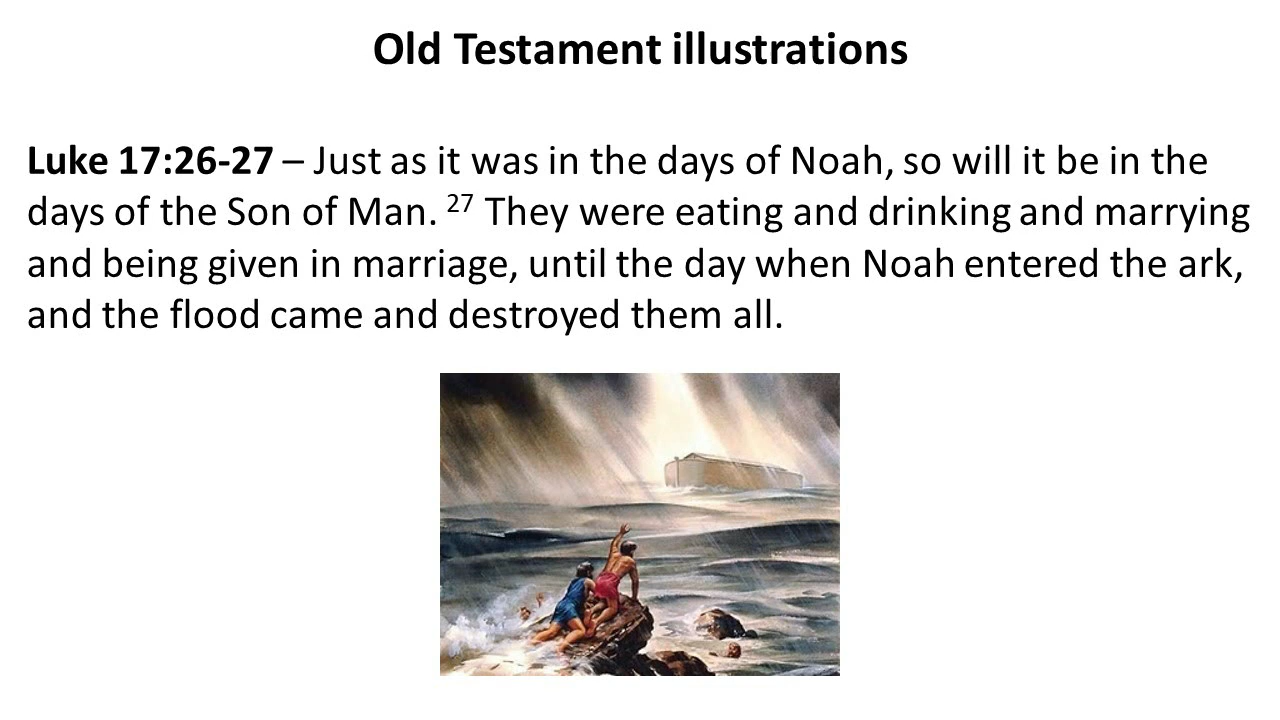 Old Testament illustrations
Luke 17:26-27 – Just as it was in the days of Noah, so will it be in the
days of the Son of Man. 27 They were eating and drinking and marrying
and being given in marriage, until the day when Noah entered the ark,
and the flood came and destroyed them all.